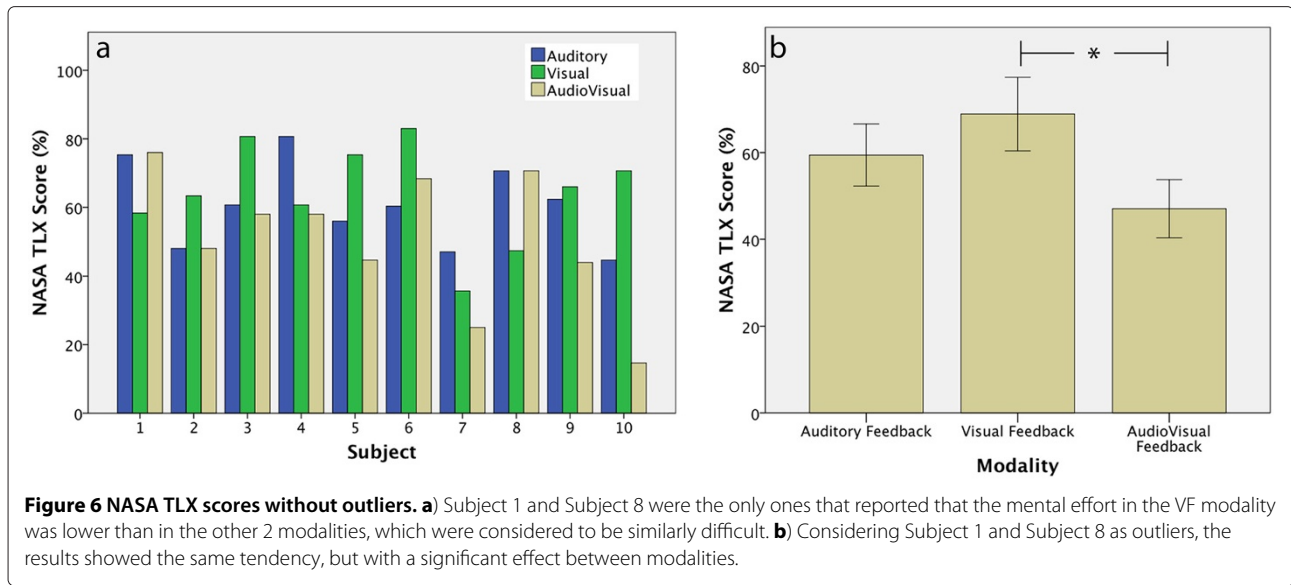 a
Auditory
Visual
AudioVisual
NASA TLX Score (%)
100
80
60
40
20
0
1 2 3 4 5 6 7 8 9 10
Subject
b
*
NASA TLX Score (%)
80
60
40
20
0
Auditory Feedback Visual Feedback AudioVisual
Feedback
Modality
Figure 6 NASA TLX scores without outliers. a) Subject 1 and Subject 8 were the only ones that reported that the mental effort in the VF modality
was lower than in the other 2 modalities, which were considered to be similarly difficult. b) Considering Subject 1 and Subject 8 as outliers, the
results showed the same tendency, but with a significant effect between modalities.